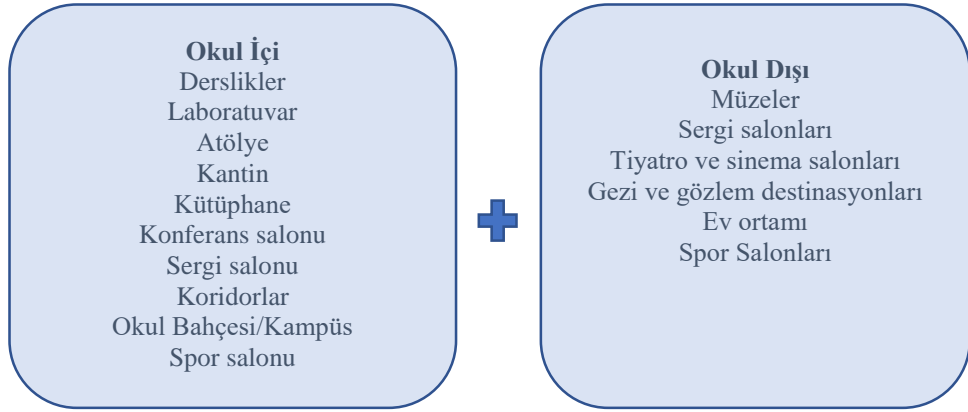 Okul İçi
Derslikler
Laboratuvar
Atölye
Kantin
Kütüphane
Konferans salonu
Sergi salonu
Koridorlar
Okul Bahçesi/Kampüs
Spor salonu
Okul Dışı
Müzeler
Sergi salonları
Tiyatro ve sinema salonları
Gezi ve gözlem destinasyonları
Ev ortamı
Spor Salonları